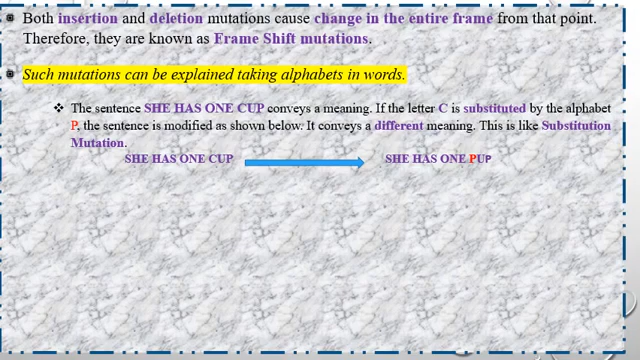 Both insertion and deletion mutations cause change in the entire frame from that point.
Therefore, they are known as Frame Shift mutations.
Such mutations can be explained taking alphabets in words.
The sentence SHE HAS ONE CUP conveys a meaning. If the letter C is substituted by the alphabet
P, the sentence is modified as shown below. It conveys a different meaning. This is like Substitution
Mutation.
SHE HAS ONE CUP SHE HAS ONE PUP